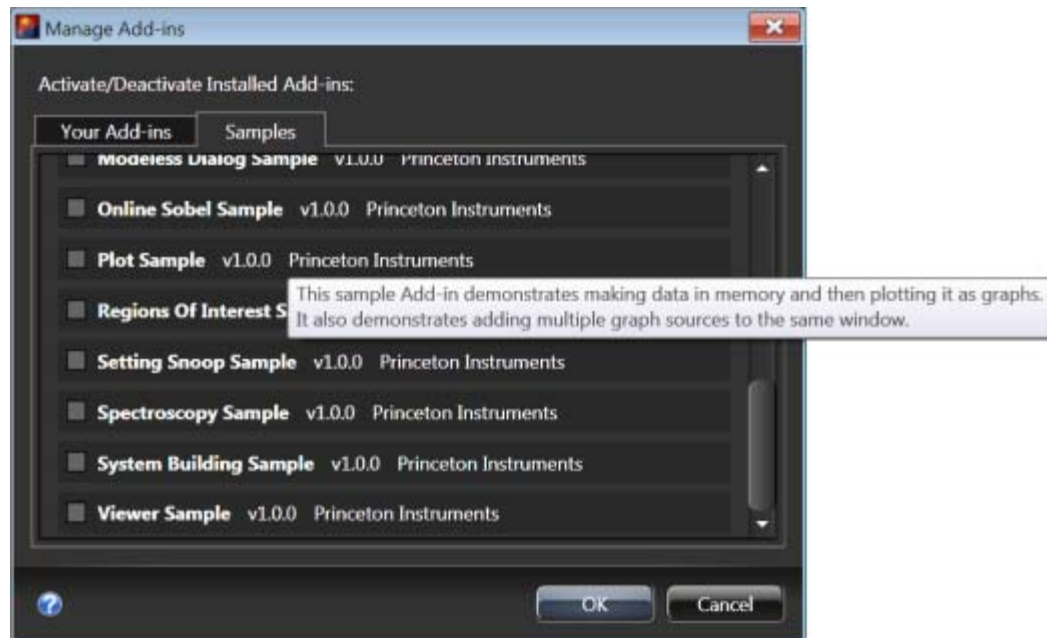 Manage Add-ins
Activate/Deactivate Installed Add-ins:
Your Add-ins Samples
Modeless Dialog Sample v1.0.0 Princeton Instruments
Online Sobel Sample v1.0.0 Princeton Instruments
Plot Sample v1.0.0 Princeton Instruments
This sample Add-in demonstrates making data in memory and then plotting it as graphs.
Regions Of Interest S
It also demonstrates adding multiple graph sources to the same window.
Setting Snoop Sample v1.0.0 Princeton Instruments
Spectroscopy Sample v1.0.0 Princeton Instruments
System Building Sample v1.0.0 Princeton Instruments
Viewer Sample v1.0.0 Princeton Instruments
? OK Cancel